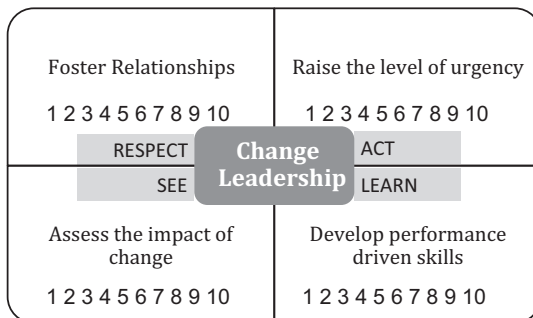 Foster Relationships
1 2 3 4 5 6 7 8 9 10
RESPECT
Raise the level of urgency
1 2 3 4 5 6 7 8 9 10
ACT
Change
Leadership
SEE
Assess the impact of
change
1 2 3 4 5 6 7 8 9 10
LEARN
Develop performance
driven skills
1 2 3 4 5 6 7 8 9 10